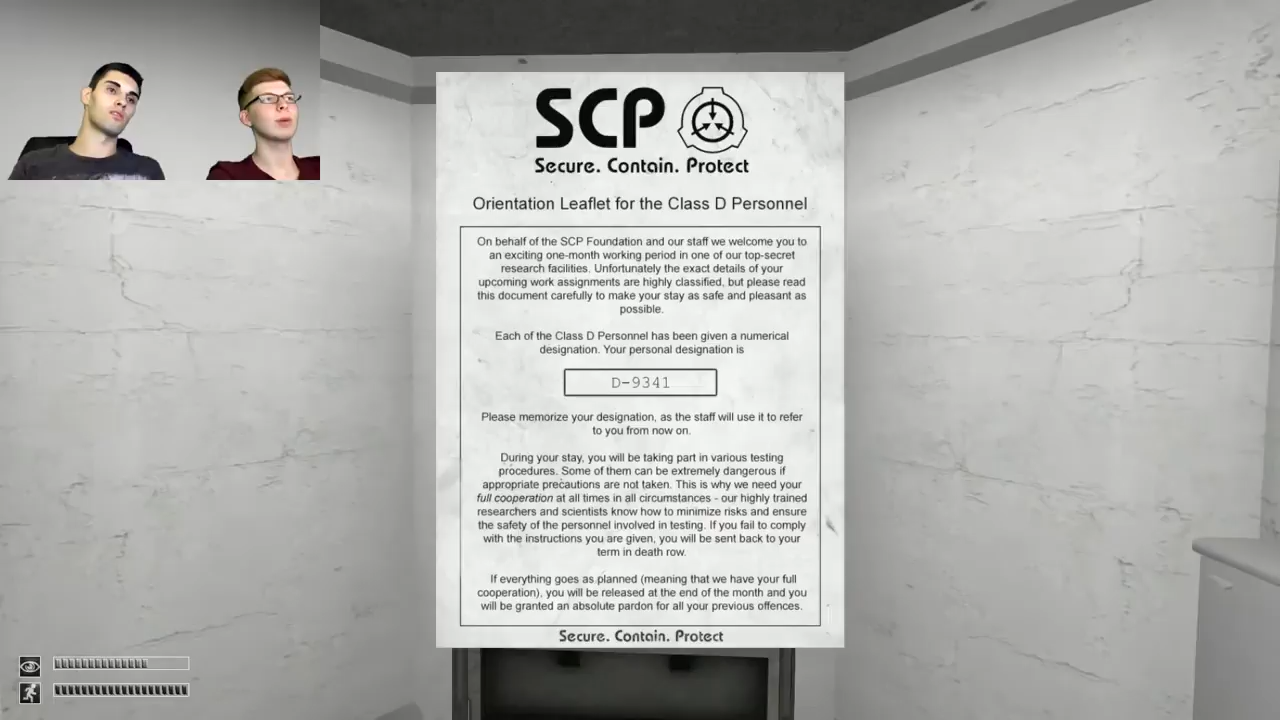 SCP
Secure. Contain. Protect
Orientation Leaflet for the Class D Personnel
On behalf of the SCP Foundation and our staff we welcome you to
an exciting one-month working period in one of our top-secret
research facilities. Unfortunately the exact details of your
upcoming work assignments are highly classified, but please read
this document carefully to make your stay as safe and pleasant as
possible.
Each of the Class D Personnel has been given a numerical
designation. Your personal designation is
D-9341
Please memorize your designation, as the staff will use it to refer
to you from now on.
During your stay, you will be taking part in various testing
procedures. Some of them can be extremely dangerous if
appropriate precautions are not taken. This is why we need your
full cooperation at all times in all circumstances - our highly trained
researchers and scientists know how to minimize risks and ensure
the safety of the personnel involved in testing. If you fail to comply
with the instructions you are given, you will be sent back to your
term in death row.
If everything goes as planned (meaning that we have your full
cooperation), you will be released at the end of the month and you
will be granted an absolute pardon for all your previous offences.
Secure. Contain. Protect